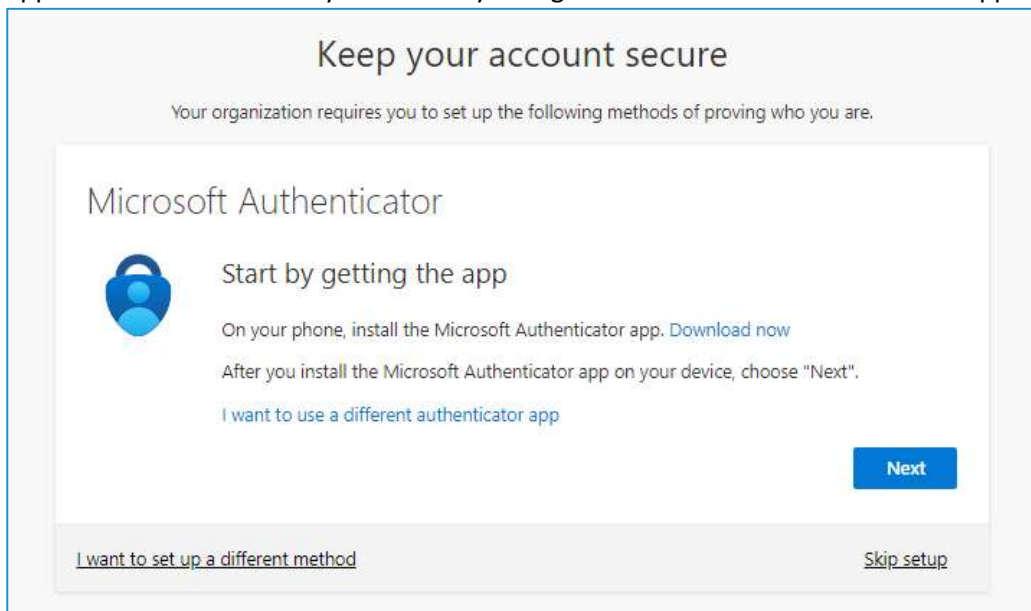 Keep your account secure
Your organization requires you to set up the following methods of proving who you are.
Microsoft Authenticator
Start by getting the app
On your phone, install the Microsoft Authenticator app. Download now
After you install the Microsoft Authenticator app on your device, choose "Next".
I want to use a different authenticator app
Next
I want to set up a different method Skip setup